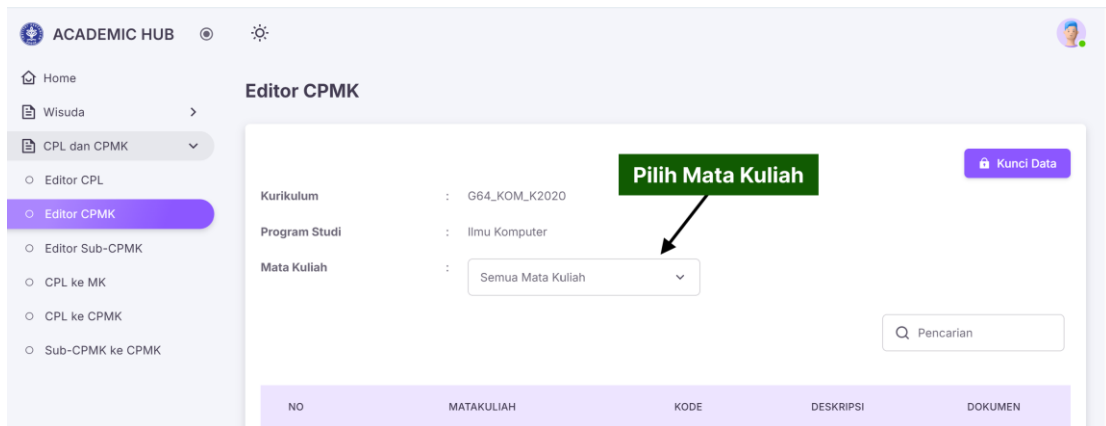 ACADEMIC HUB
Home
Wisuda
CPL dan CPMK
Editor CPL
Editor CPMK
Editor Sub-CPMK
CPL ke MK
CPL ke CPMK
Sub-CPMK ke CPMK
Editor CPMK
Kunci Data
Pilih Mata Kuliah
Kurikulum : G64_KOM_K2020
Program Studi : Ilmu Komputer
Mata Kuliah : Semua Mata Kuliah
Pencarian
NO MATAKULIAH KODE DESKRIPSI DOKUMEN